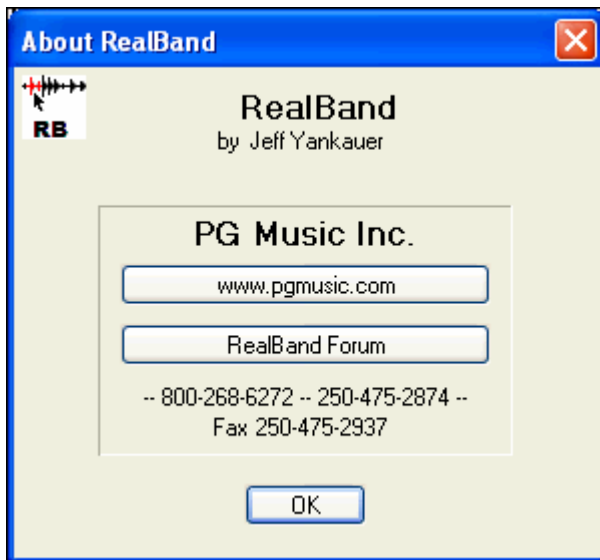 About RealBand
RB
RealBand
by Jeff Yankauer
PG Music Inc.
www.pgmusic.com
RealBand Forum
-- 800-268-6272 -- 250-475-2874 --
Fax 250-475-2937
OK